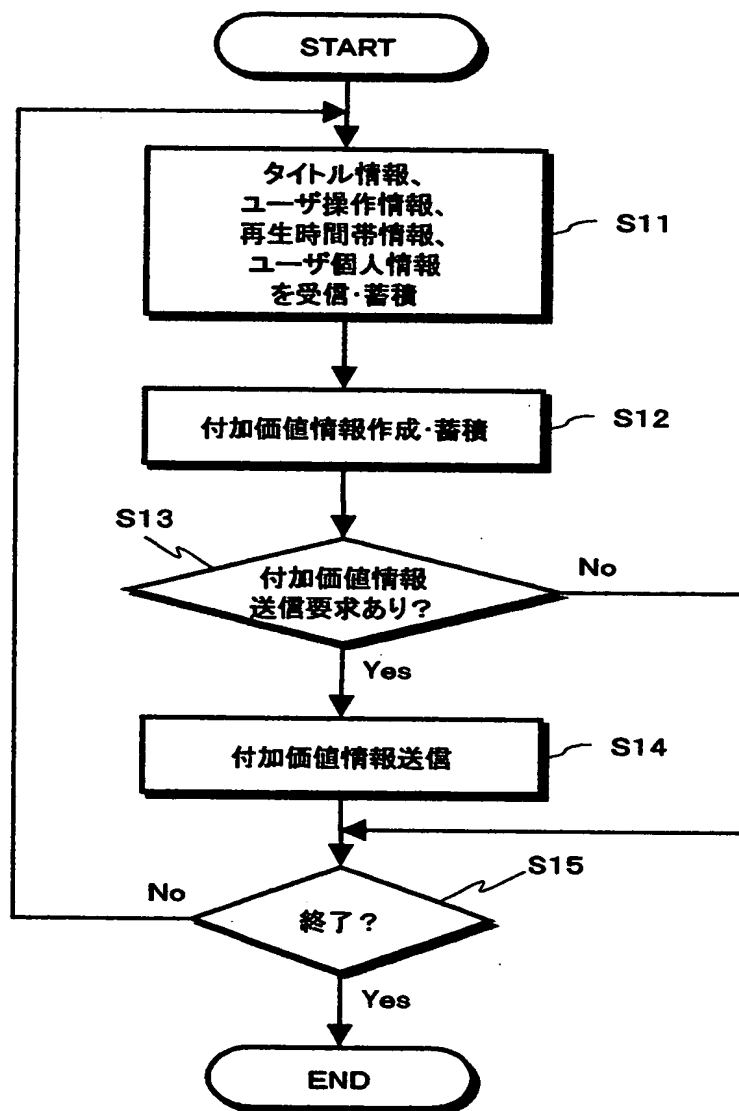 START
タイトル情報、
ユーザ操作情報、
再生時間帯情報、
ユーザ個人情報
を受信·蓄積
S11
付加価値情報作成·蓄積
S12
S13
付加価値情報
送信要求あり?
No
Yes
付加価値情報送信
S14
S15
No
終了?
Yes
END